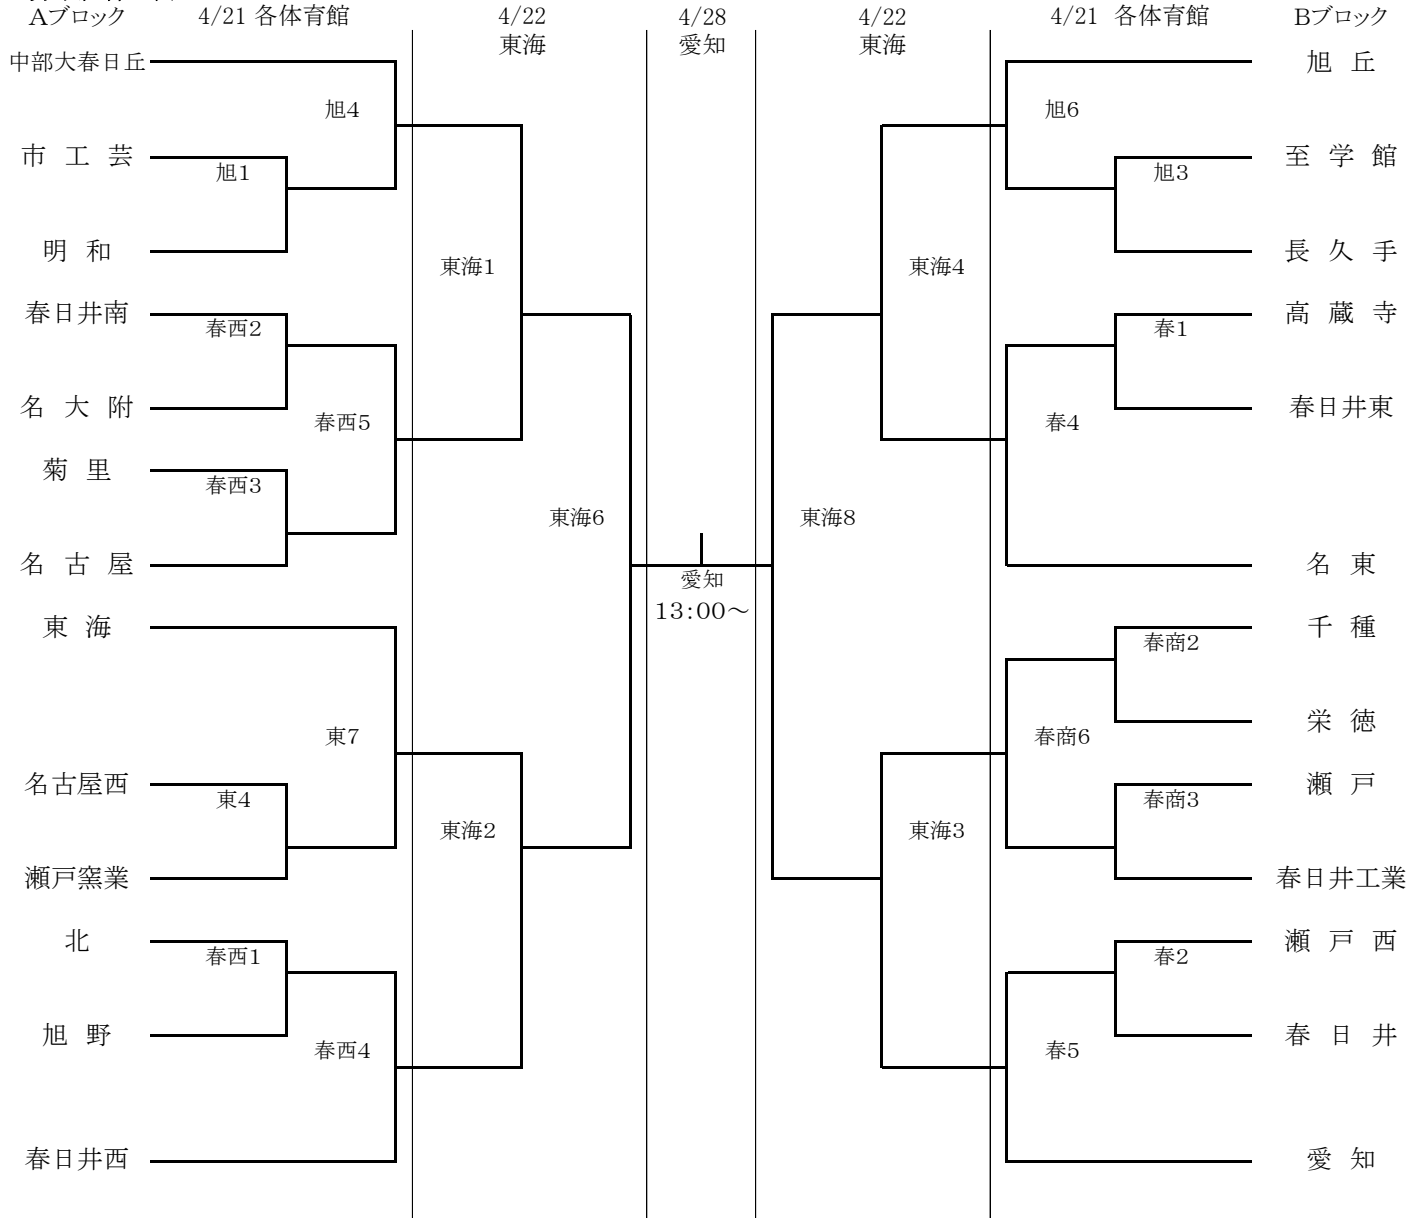 Aブロック 4/21 各体育館 4/22 4/28 4/22 4/21 各体育館 Bブロック
東海 愛知 東海
中部大春日丘 旭 丘
旭4 旭6
市 工 芸 至 学 館
旭1 旭3
明 和 長 久 手
東海1 東海4
春日井南 高 蔵 寺
春西2 春1
名 大 附 春日井東
春西5 春4
菊 里
春西3
東海6 東海8
名 古 屋 名 東
愛知
13:00～
東 海 千 種
春商2
栄 徳
東7 春商6
名古屋西 瀬 戸
東4 春商3
東海2 東海3
瀬戸窯業 春日井工業
北 瀬 戸 西
春西1 春2
旭 野 春 日 井
春西4 春5
春日井西 愛 知